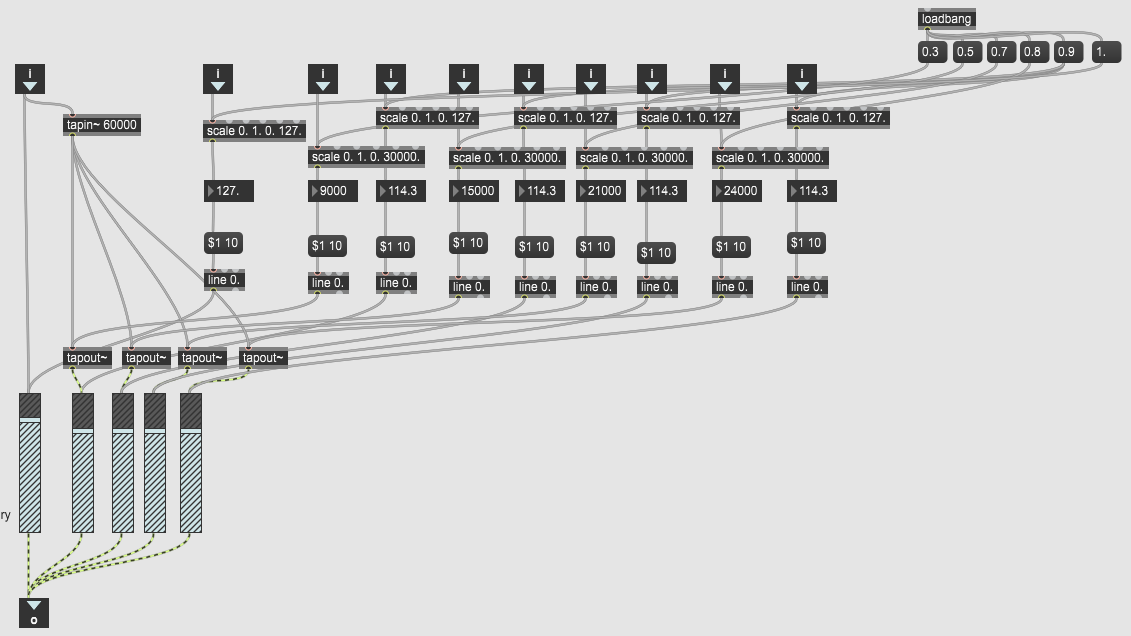 loadbang
0.3 0.5 0.7 0.8 0.9 1.
i i i i i i i i i i
tapin~ 60000
scale 0. 1. 0. 127. scale 0. 1. 0. 127. scale 0. 1. 0. 127. scale 0. 1. 0. 127. scale 0. 1. 0. 127.
scale 0. 1. 0. 30000. scale 0. 1. 0. 30000. scale 0. 1. 0. 30000. scale 0. 1. 0. 30000.
127. 9000 114.3 15000 114.3 21000 114.3 24000 114.3
$1 10 $1 10 $1 10 $1 10 $1 10 $1 10 $1 10 $1 10 $1 10
line 0. line 0. line 0. line 0. line 0. line 0. line 0. line 0. line 0.
tapout~ tapout~ tapout~ tapout~
ry
o